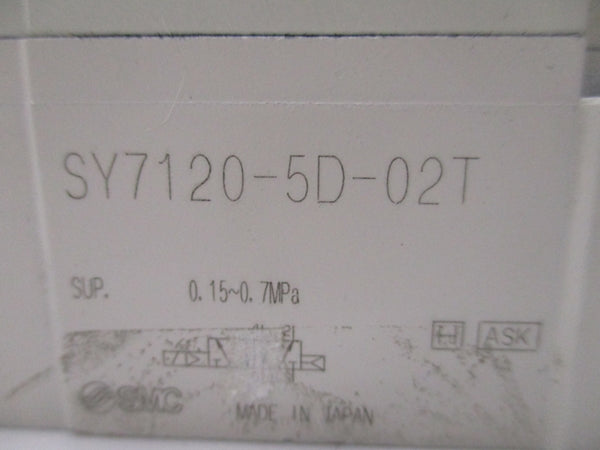 SY7120-5D-02T
SUP. 0.15~0.7MPa
ASK
SMC
MADE IN JAPAN